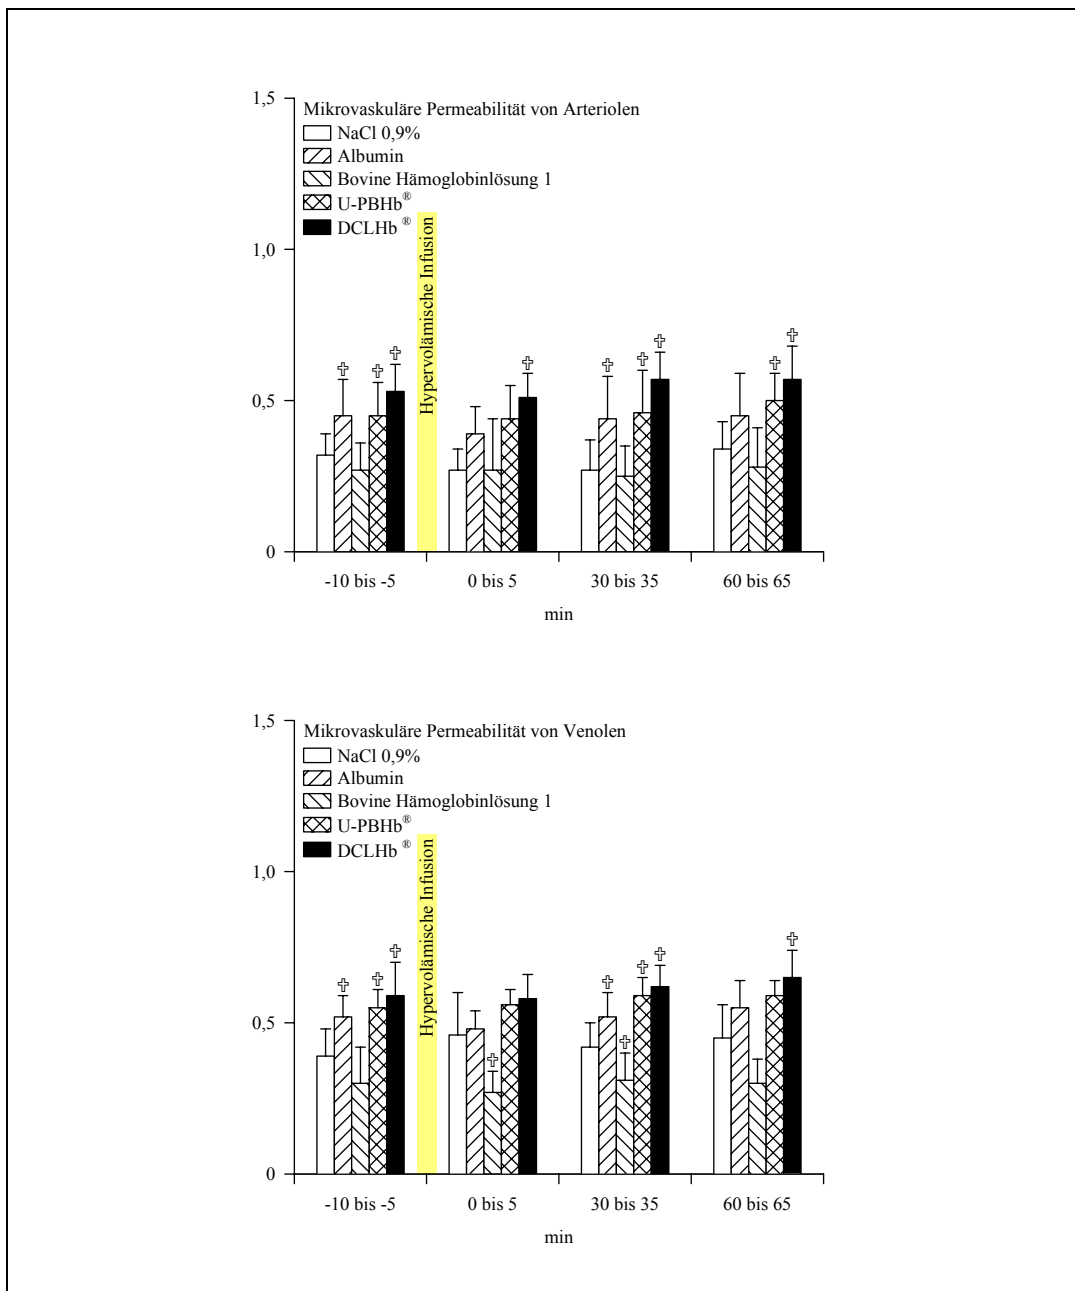 1,5
Mikrovaskuläre Permeabilität von Arteriolen
NaCl 0,9%
Albumin
Bovine Hämoglobinlösung 1
U-PBHb®
DCLHb ®
Hypervolämische Infusion
1,0
0,5
0
-10 bis -5
0 bis 5
30 bis 35
60 bis 65
min
1,5
Mikrovaskuläre Permeabilität von Venolen
NaCl 0,9%
Albumin
Bovine Hämoglobinlösung 1
U-PBHb®
DCLHb ®
Hypervolämische Infusion
1,0
0,5
0
-10 bis -5
0 bis 5
30 bis 35
60 bis 65
min